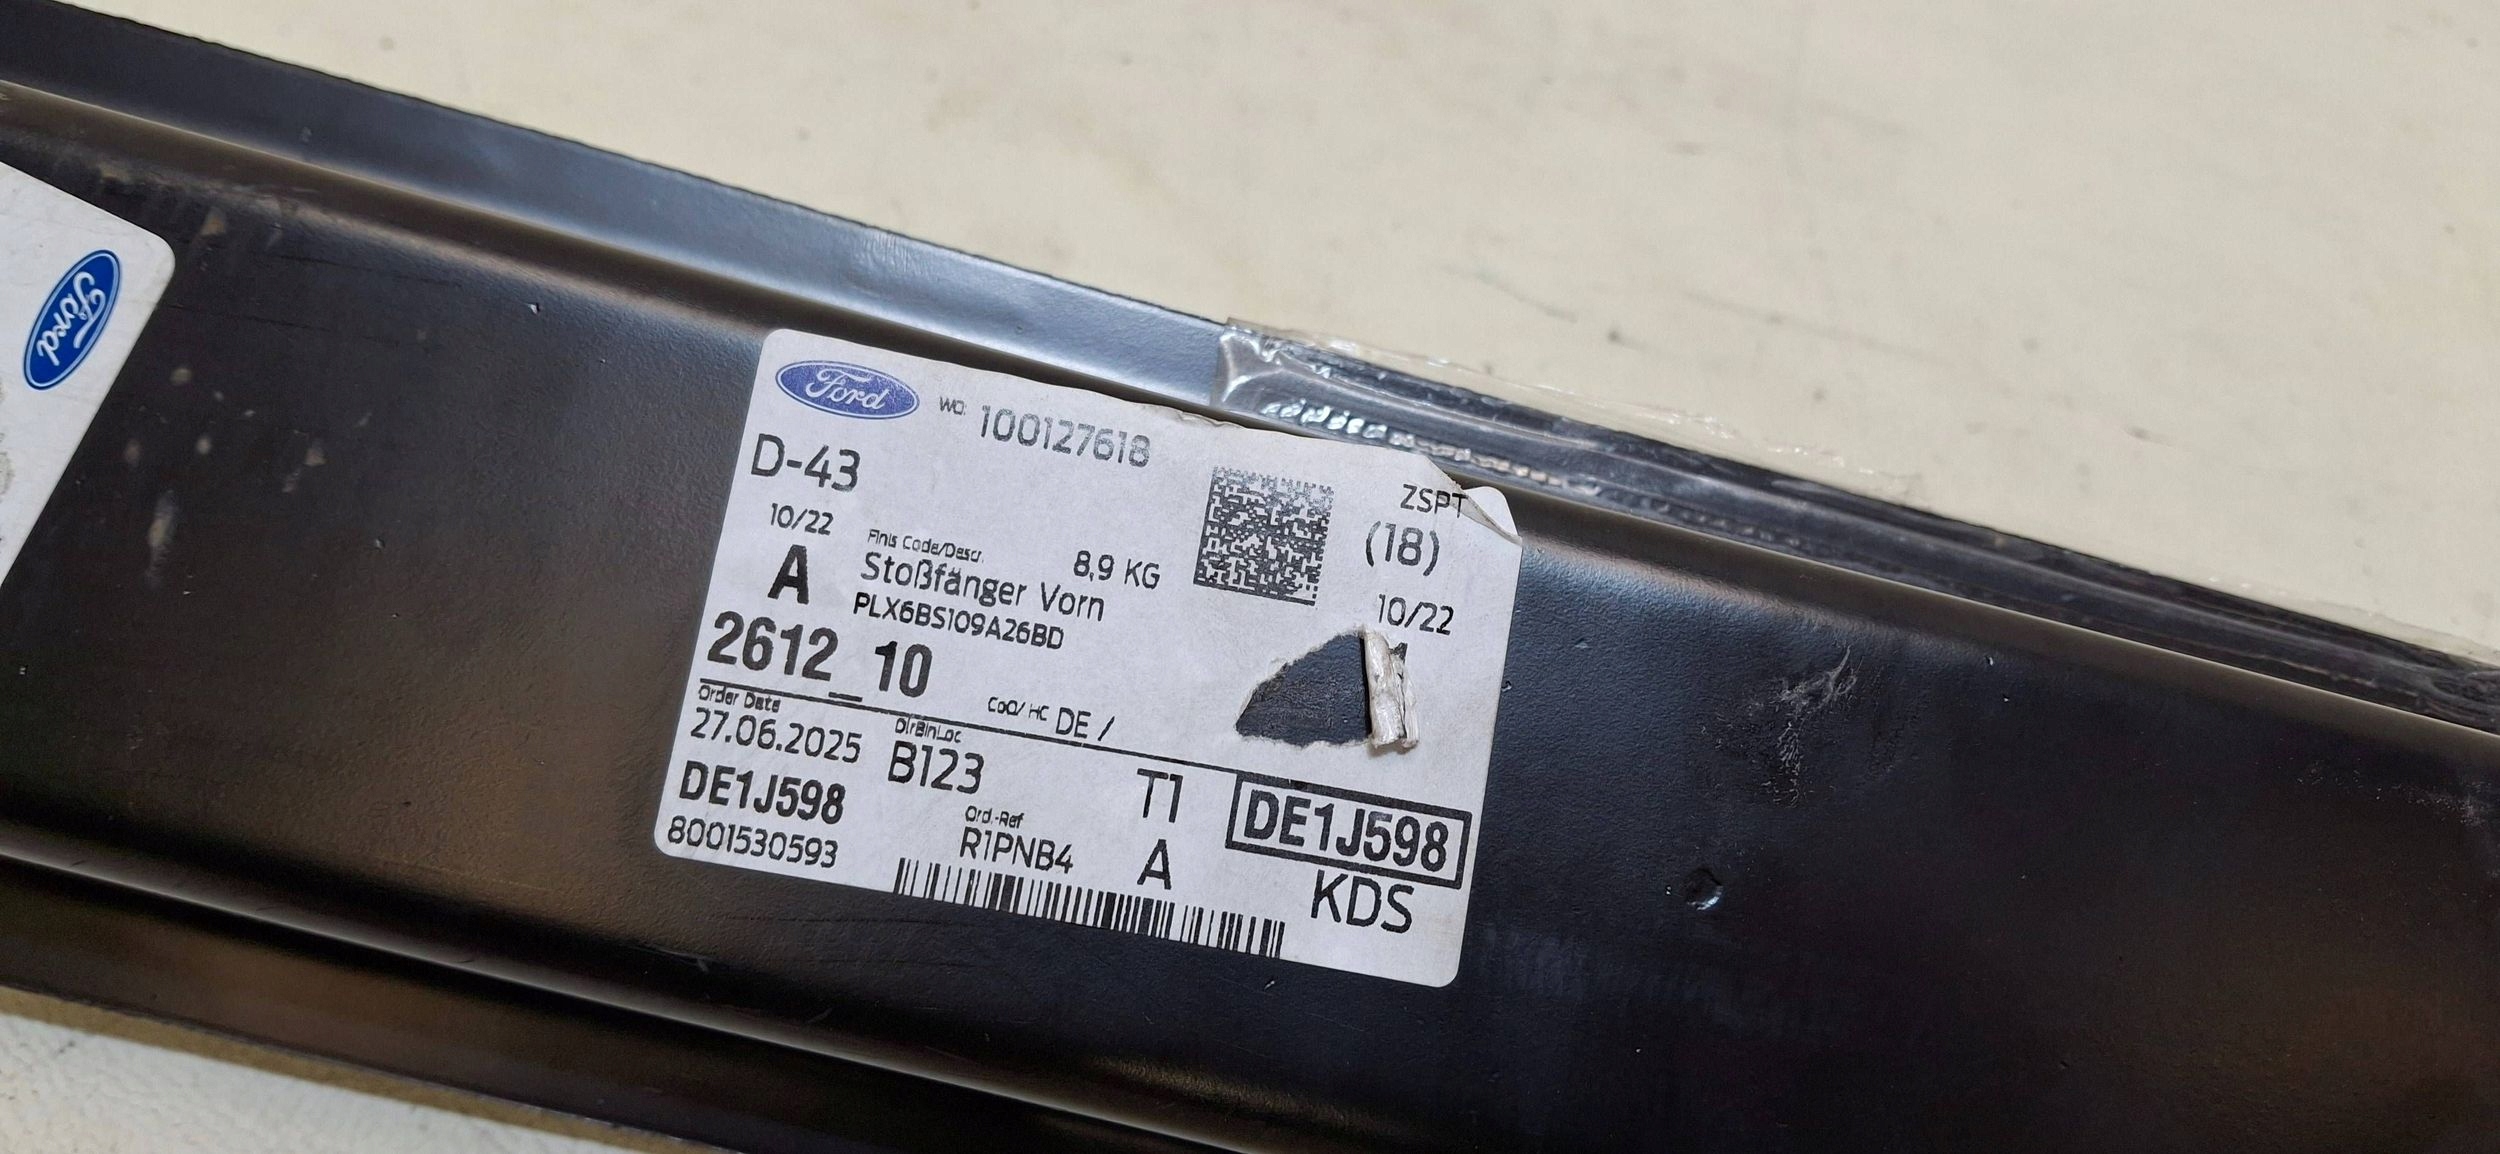 Ford
Ford
WO: 100127618
D-43
ZSPT
10/22
(18)
Finis Code/Descr.
8,9 KG
A
Stoßfänger Vorn
10/22
PLX6BS109A26BD
2612_10
CoO/ HC DE /
Order Date
27.06.2025
DlrBinLoc
B123
T1
DE1J598
DE1J598
Ord.-Ref
8001530593
R1PNB4
A
KDS